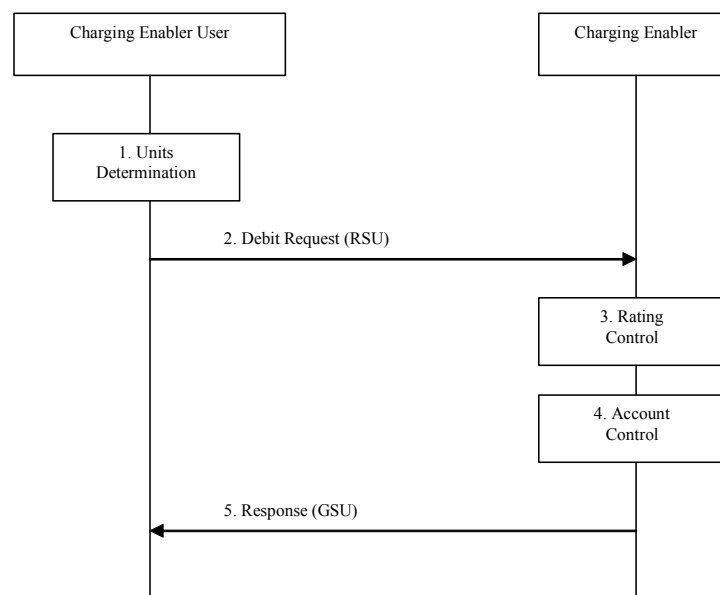 Charging Enabler User
Charging Enabler
1. Units
Determination
2. Debit Request (RSU)
3. Rating
Control
4. Account
Control
5. Response (GSU)